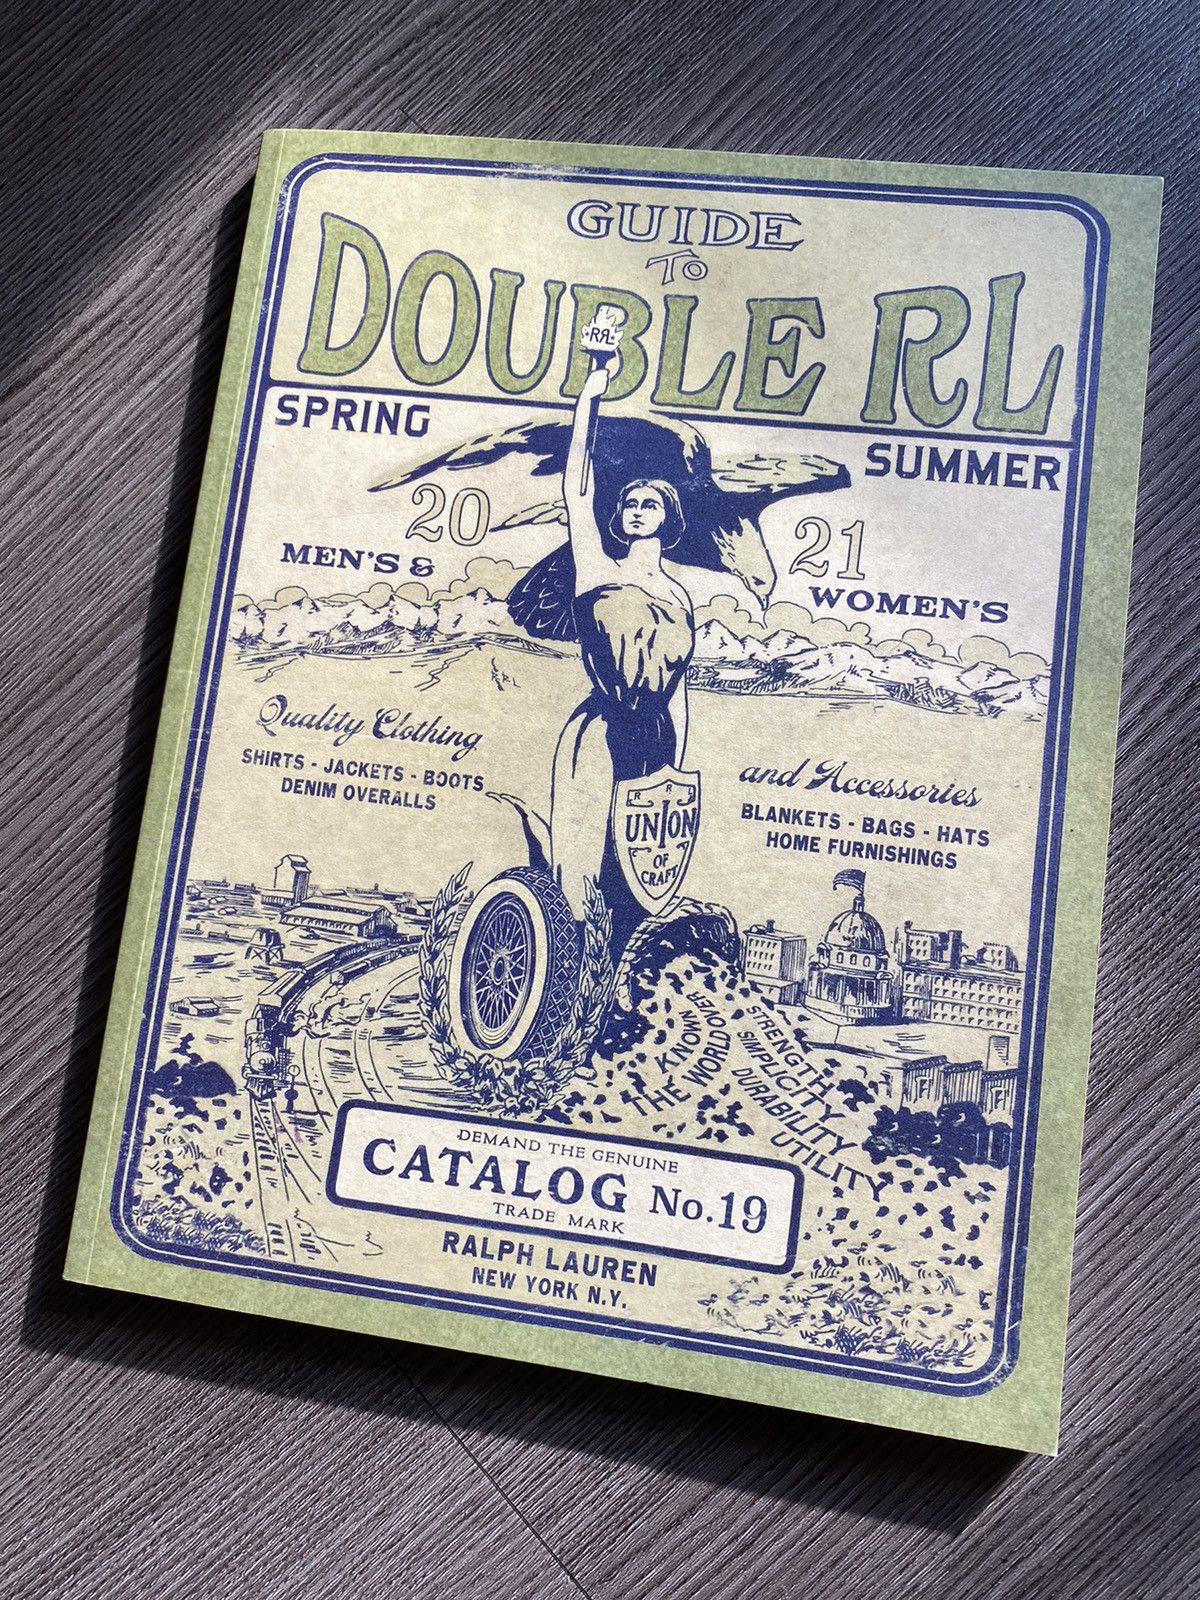 GUIDE
TO
DOUBLE RL
RRL
SPRING
SUMMER
20 21
MEN'S &
WOMEN'S
RRL
Quality Clothing
SHIRTS - JACKETS - BOOTS
DENIM OVERALLS
and Accessories
BLANKETS - BAGS - HATS
HOME FURNISHINGS
R R L
UNION
OF
CRAFT
KNOWN
THE WORLD OVER
STRENGTH
SIMPLICITY
DURABILITY
UTILITY
DEMAND THE GENUINE
CATALOG No. 19
TRADE MARK
RALPH LAUREN
NEW YORK N.Y.